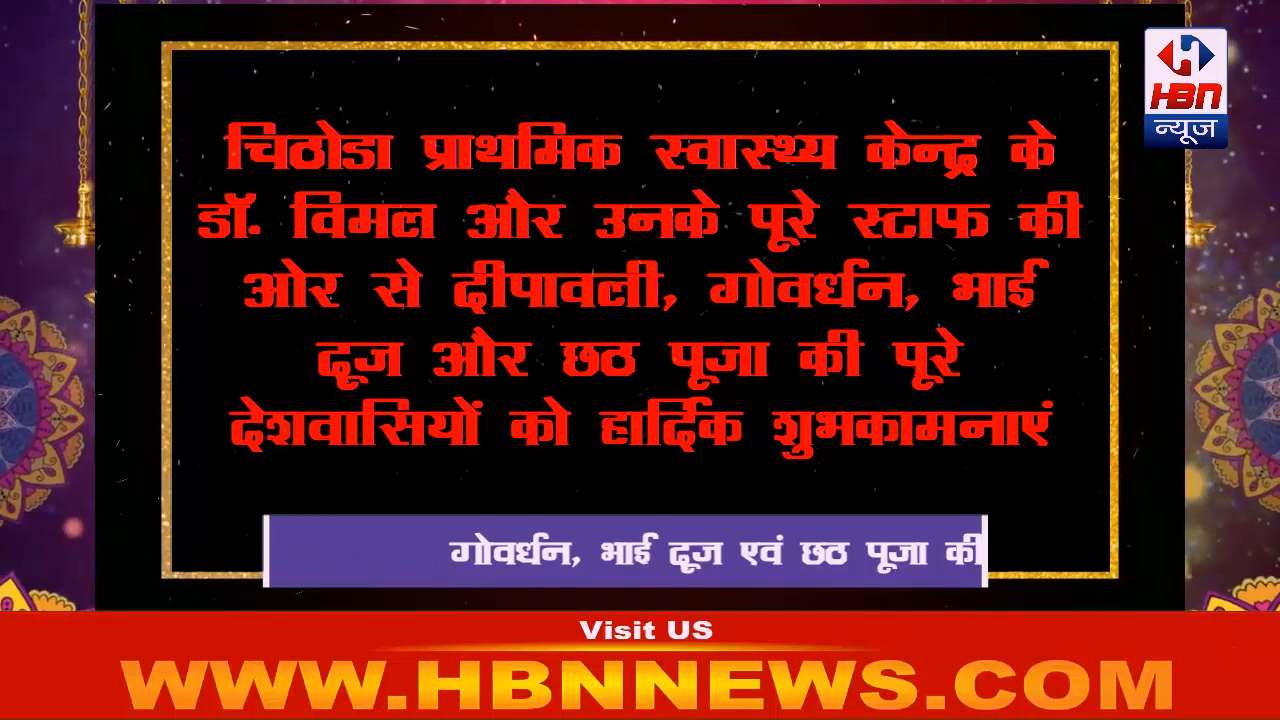 HBN
न्यूज
चिठोडा प्राथमिक स्वास्थ्य केन्द्र के
डॉ. विमल और उनके पूरे स्टाफ की
ओर से दीपावली, गोवर्धन, भाई
दूज और छठ पूजा की पूरे
देशवासियों को हार्दिक शुभकामनाएं
गोवर्धन, भाई दूज एवं छठ पूजा की
Visit US
WWW.HBNNEWS.COM